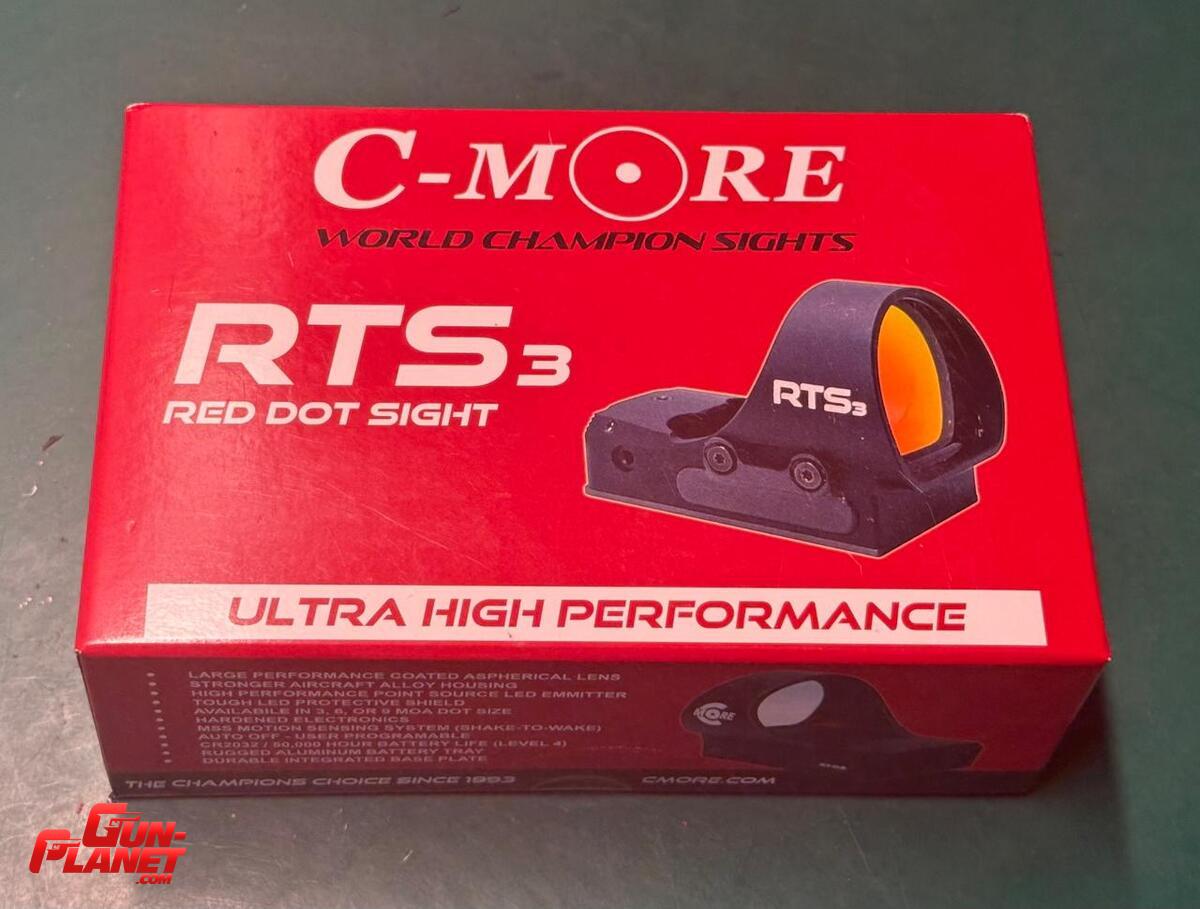 C-MORE
WORLD CHAMPION SIGHTS
RTS3
RED DOT SIGHT
RTS3
ULTRA HIGH PERFORMANCE
• LARGE PERFORMANCE COATED ASPHERICAL LENS
• STRONGER AIRCRAFT ALLOY HOUSING
• HIGH PERFORMANCE POINT SOURCE LED EMMITTER
• TOUGH LED PROTECTIVE SHIELD
• AVAILABILE IN 3, 6, OR 9 MOA DOT SIZE
• HARDENED ELECTRONICS
• MSS MOTION SENSING SYSTEM (SHAKE-TO-WAKE)
• AUTO OFF - USER PROGRAMABLE
• CR2032 / 50,000 HOUR BATTERY LIFE (LEVEL 4)
• RUGGED ALUMINUM BATTERY TRAY
• DURABLE INTEGRATED BASE PLATE
C-MORE
THE CHAMPIONS CHOICE SINCE 1993
CMORE.COM
GUN-
PLANET
.COM